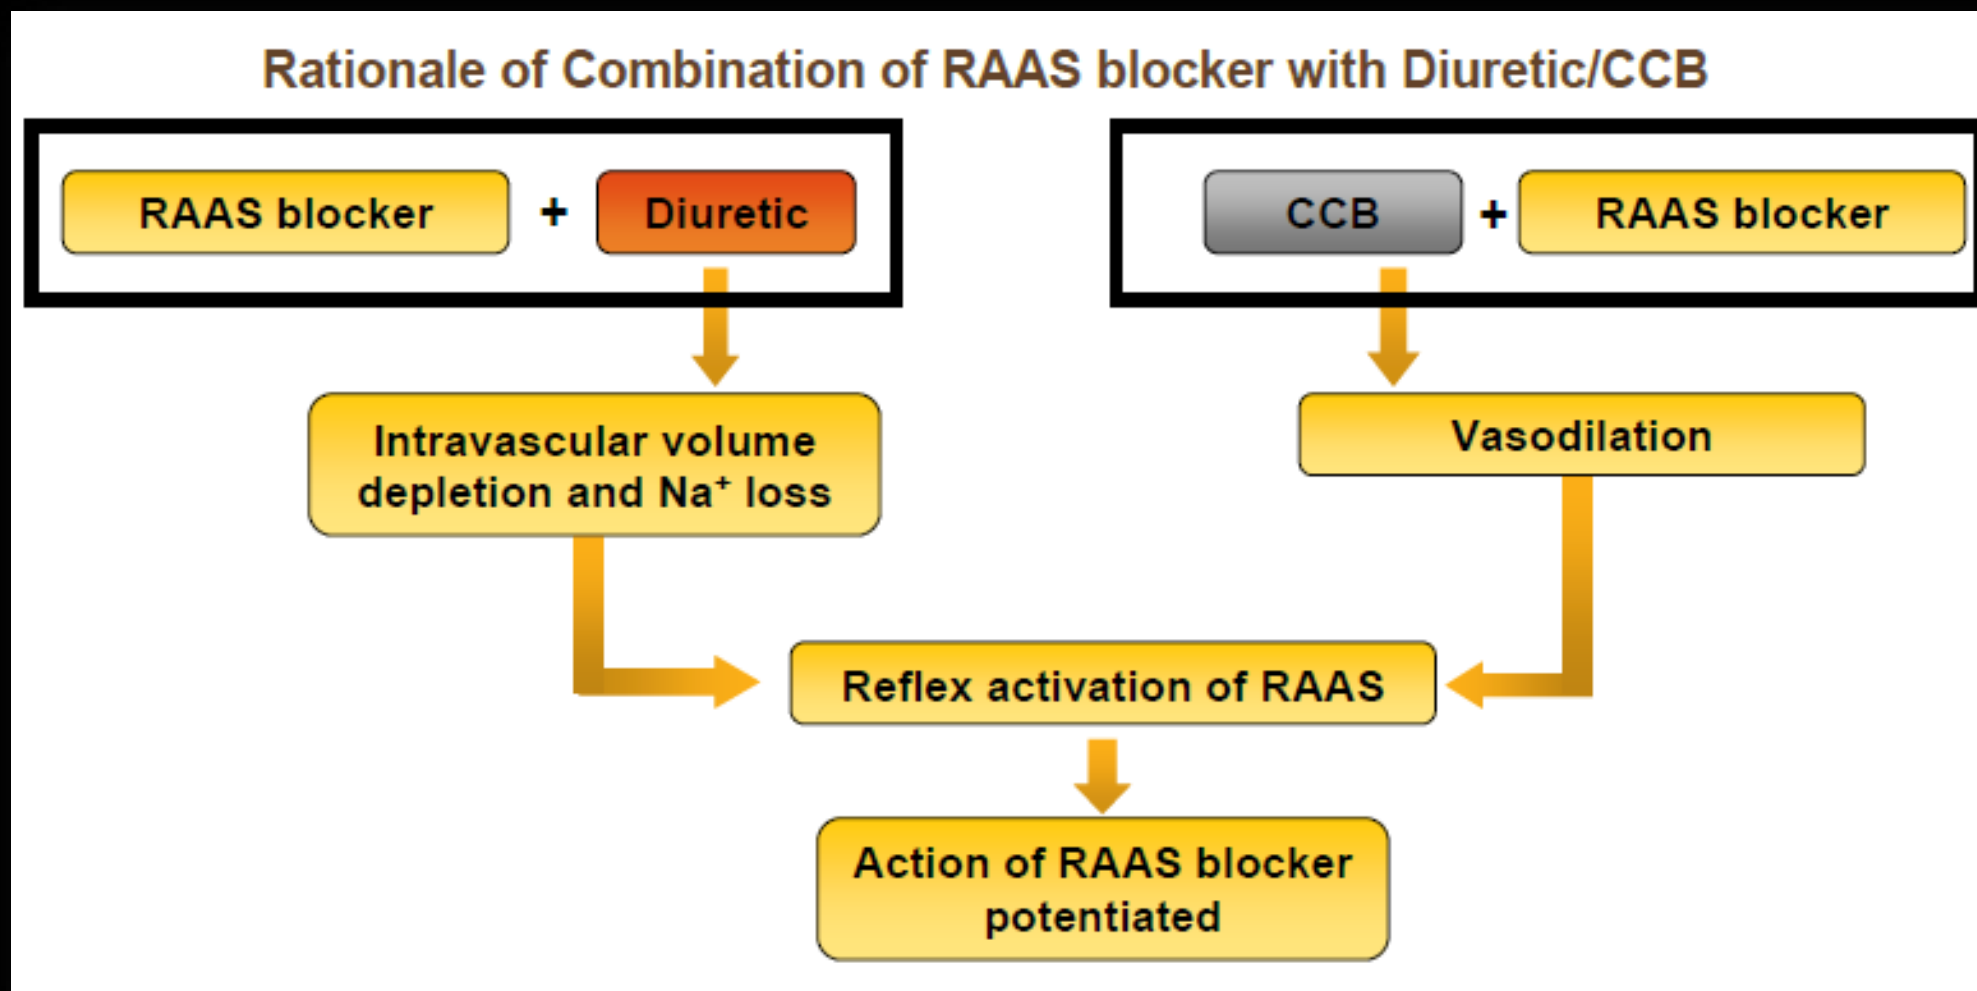 Rationale of Combination of RAAS blocker with Diuretic/CCB
RAAS blocker + Diuretic
CCB + RAAS blocker
Intravascular volume
depletion and Na⁺ loss
Vasodilation
Reflex activation of RAAS
Action of RAAS blocker
potentiated